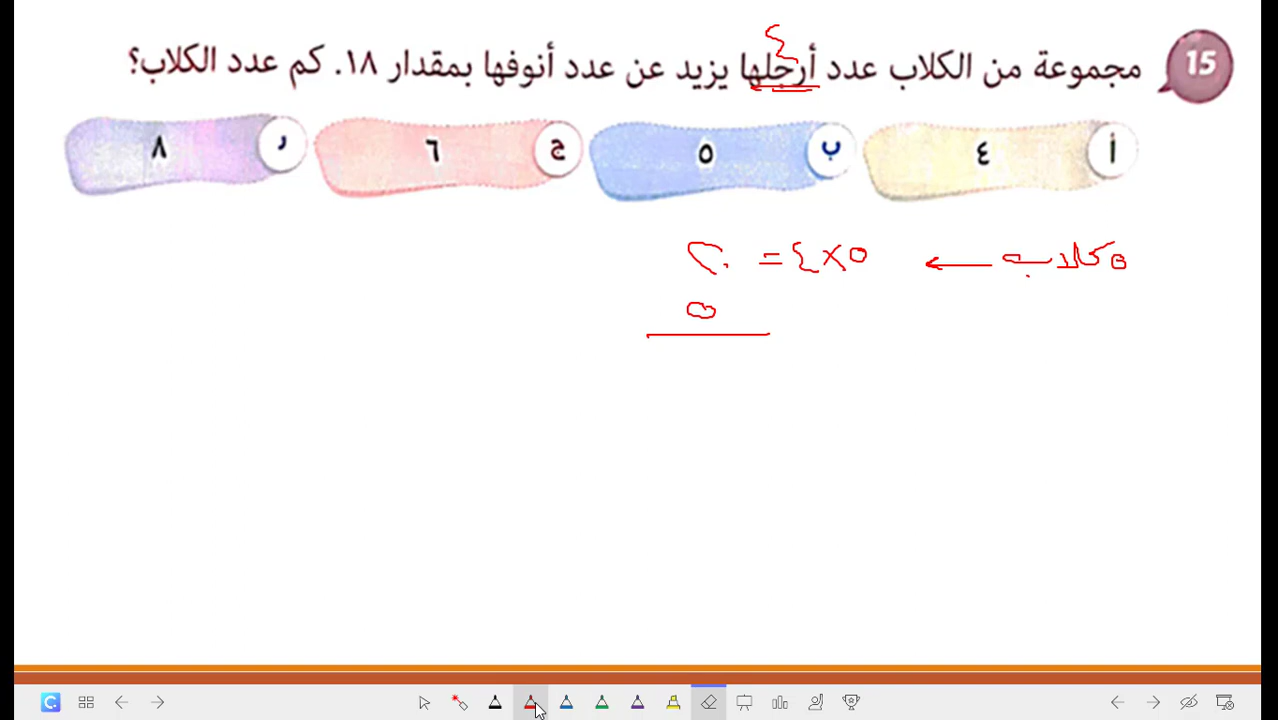 15 مجموعة من الكلاب عدد أرجلها يزيد عن عدد أنوفها بمقدار ١٨. كم عدد الكلاب؟
٤
أ ٤ ب ٥ ج ٦ د ٨
٥ كلاب ← ٥×٤ = ٢٠
٥